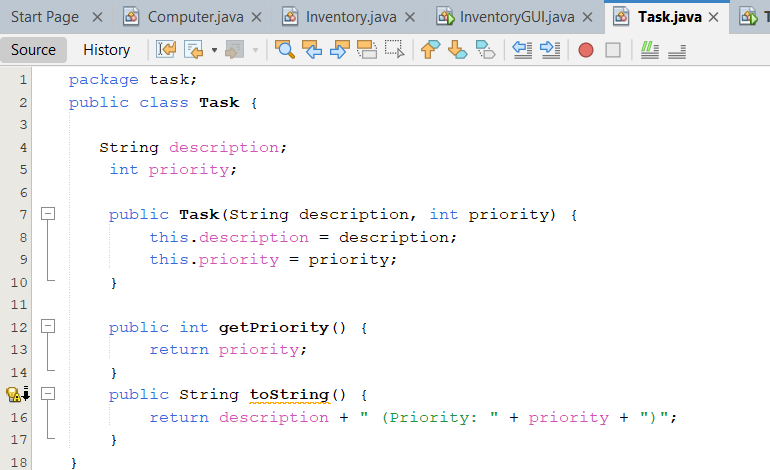 Start Page Computer.java Inventory.java InventoryGUI.java Task.java
Source History
1 package task;
2 public class Task {
3
4 String description;
5 int priority;
6
7 public Task(String description, int priority) {
8 this.description = description;
9 this.priority = priority;
10 }
11
12 public int getPriority() {
13 return priority;
14 }
public String toString() {
16 return description + " (Priority: " + priority + ")";
17 }
18 }